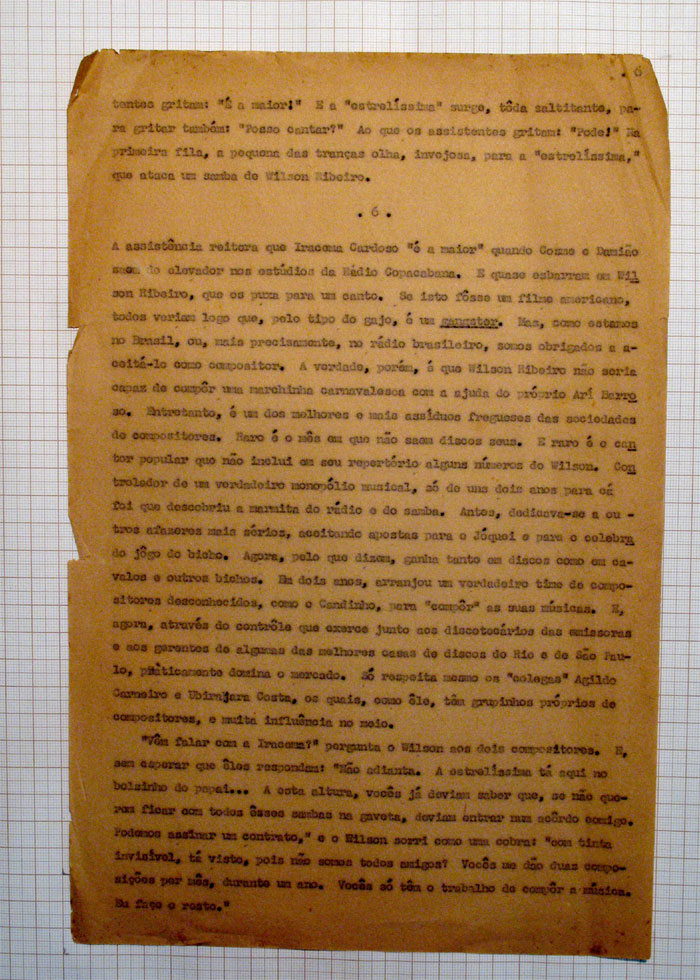 . 6
tentes gritam: "É a maior!" E a "estrelíssima" surge, tôda saltitante, pa-
ra gritar também: "Posso cantar?" Ao que os assistentes gritam: "Pode!" Na
primeira fila, a pequena das tranças olha, invejosa, para a "estrelíssima,"
que ataca um samba de Wilson Ribeiro.
. 6 .
A assistência reitera que Iracema Cardoso "é a maior" quando Cosme e Damião
saem do elevador nos estúdios da Rádio Copacabana. E quase esbarram em Wil
son Ribeiro, que os puxa para um canto. Se isto fôsse um filme americano,
todos veriam logo que, pelo tipo do gajo, é um gangster. Mas, como estamos
no Brasil, ou, mais precisamente, no rádio brasileiro, somos obrigados a a-
ceitá-lo como compositor. A verdade, porém, é que Wilson Ribeiro não seria
capaz de compôr uma marchinha carnavalesca com a ajuda do próprio Arí Barro
so. Entretanto, é um dos melhores e mais assíduos fregueses das sociedades
de compositores. Raro é o mês em que não saem discos seus. E raro é o can
tor popular que não inclui em seu repertório alguns números do Wilson. Con
trolador de um verdadeiro monopólio musical, só de uns dois anos para cá
foi que descobriu a marmita do rádio e do samba. Antes, dedicava-se a ou -
tros afazeres mais sérios, aceitando apostas para o Jóquei e para o celebra
do jôgo do bicho. Agora, pelo que dizem, ganha tanto em discos como em ca-
valos e outros bichos. Em dois anos, arranjou um verdadeiro time de compo-
sitores desconhecidos, como o Candinho, para "compôr" as suas músicas. E,
agora, através do contrôle que exerce junto aos discotecários das emissoras
e aos gerentes de algumas das melhores casas de discos do Rio e de São Pau-
lo, pràticamente domina o mercado. Só respeita mesmo os "colegas" Agildo
Carneiro e Ubirajara Costa, os quais, como êle, têm grupinhos próprios de
compositores, e muita influência no meio.
"Vêm falar com a Iracema?" pergunta o Wilson aos dois compositores. E,
sem esperar que êles respondam: "Não adianta. A estrelíssima tá aqui no
bolsinho do papai... A esta altura, vocês já deviam saber que, se não que-
rem ficar com todos êsses sambas na gaveta, deviam entrar num acôrdo comigo.
Podemos assinar um contrato," e o Wilson sorri como uma cobra: "com tinta
invisível, tá visto, pois não somos todos amigos? Vocês me dão duas compo-
sições por mês, durante um ano. Vocês só têm o trabalho de compôr a música.
Eu faço o resto."